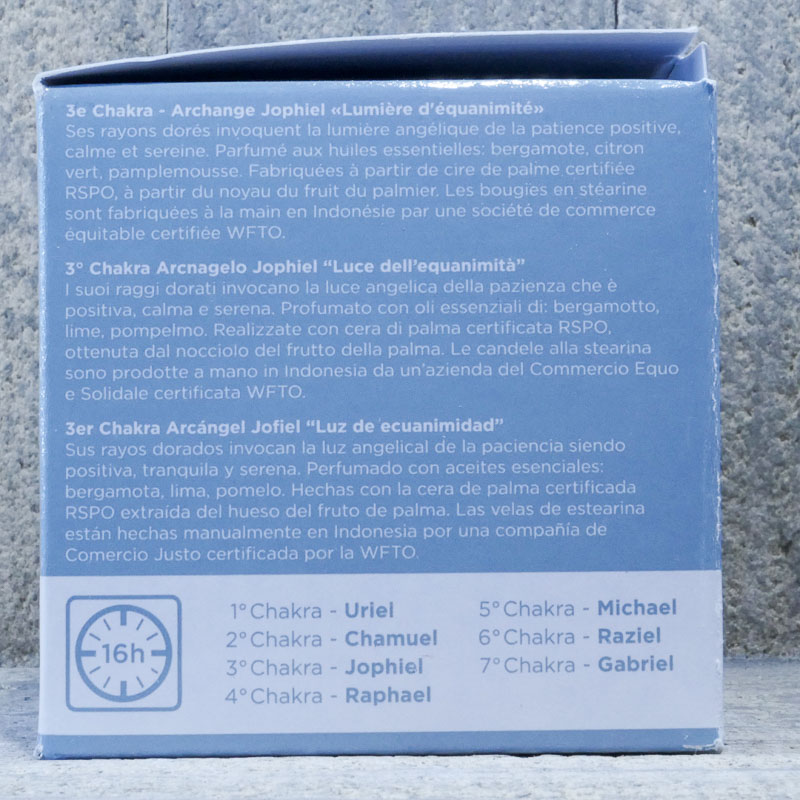 3e Chakra - Archange Jophiel «Lumière d'équanimité»
Ses rayons dorés invoquent la lumière angélique de la patience positive,
calme et sereine. Parfumé aux huiles essentielles: bergamote, citron
vert, pamplemousse. Fabriquées à partir de cire de palme certifiée
RSPO, à partir du noyau du fruit du palmier. Les bougies en stéarine
sont fabriquées à la main en Indonésie par une société de commerce
équitable certifiée WFTO.
3° Chakra Arcnagelo Jophiel “Luce dell'equanimità”
I suoi raggi dorati invocano la luce angelica della pazienza che è
positiva, calma e serena. Profumato con oli essenziali di: bergamotto,
lime, pompelmo. Realizzate con cera di palma certificata RSPO,
ottenuta dal nocciolo del frutto della palma. Le candele alla stearina
sono prodotte a mano in Indonesia da un'azienda del Commercio Equo
e Solidale certificata WFTO.
3er Chakra Arcángel Jofiel “Luz de ecuanimidad”
Sus rayos dorados invocan la luz angelical de la paciencia siendo
positiva, tranquila y serena. Perfumado con aceites esenciales:
bergamota, lima, pomelo. Hechas con la cera de palma certificada
RSPO extraída del hueso del fruto de palma. Las velas de estearina
están hechas manualmente en Indonesia por una compañía de
Comercio Justo certificada por la WFTO.
16h
1° Chakra - Uriel
2° Chakra - Chamuel
3° Chakra - Jophiel
4° Chakra - Raphael
5° Chakra - Michael
6° Chakra - Raziel
7° Chakra - Gabriel